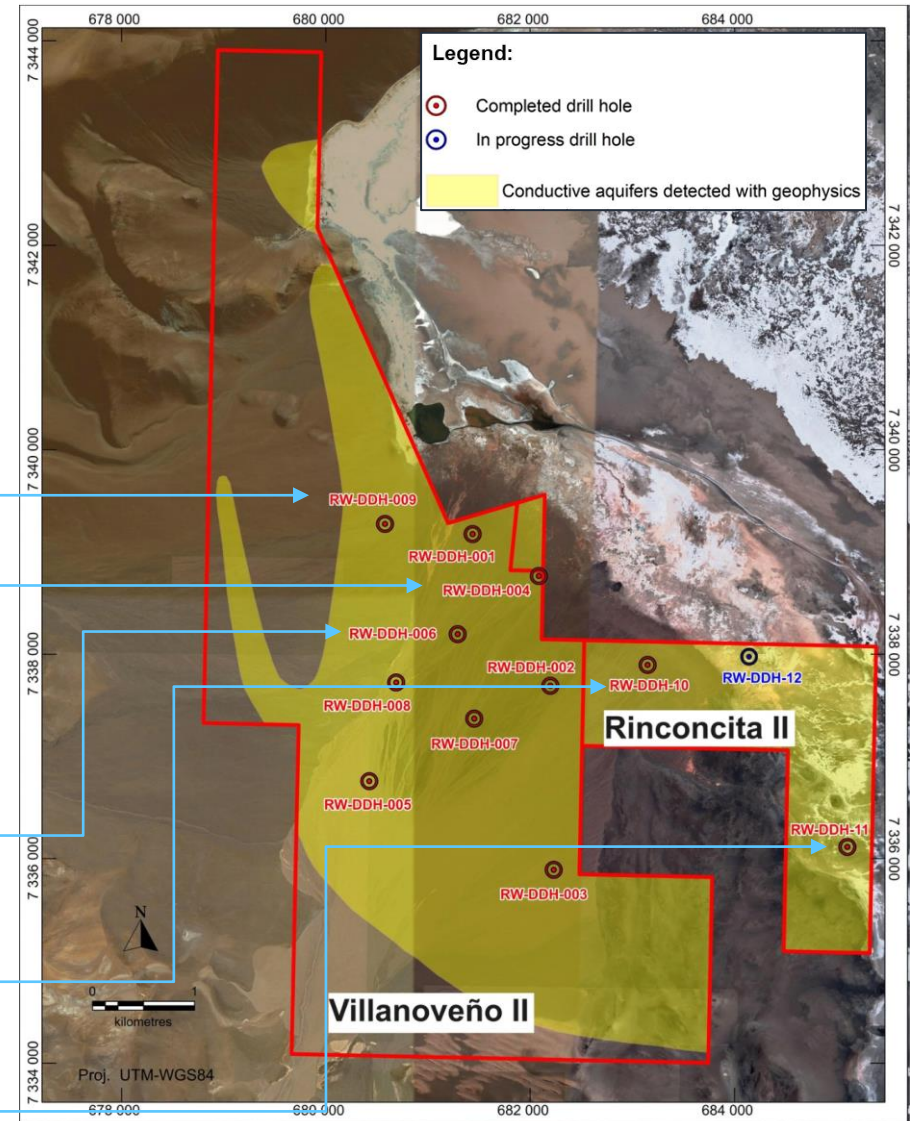 678 000
680 000
682 000
684 000
7 344 000
7 342 000
7 340 000
7 338 000
7 336 000
7 334 000
Legend:
Completed drill hole
In progress drill hole
Conductive aquifers detected with geophysics
7 342 000
7 340 000
7 338 000
7 336 000
RW-DDH-009
RW-DDH-001
RW-DDH-004
RW-DDH-006
RW-DDH-002
RW-DDH-10
RW-DDH-12
RW-DDH-008
RW-DDH-007
Rinconcita II
RW-DDH-005
RW-DDH-11
RW-DDH-003
N
0 1
kilometres
Villanoveño II
Proj. UTM-WGS84
678 000
680 000
682 000
684 000